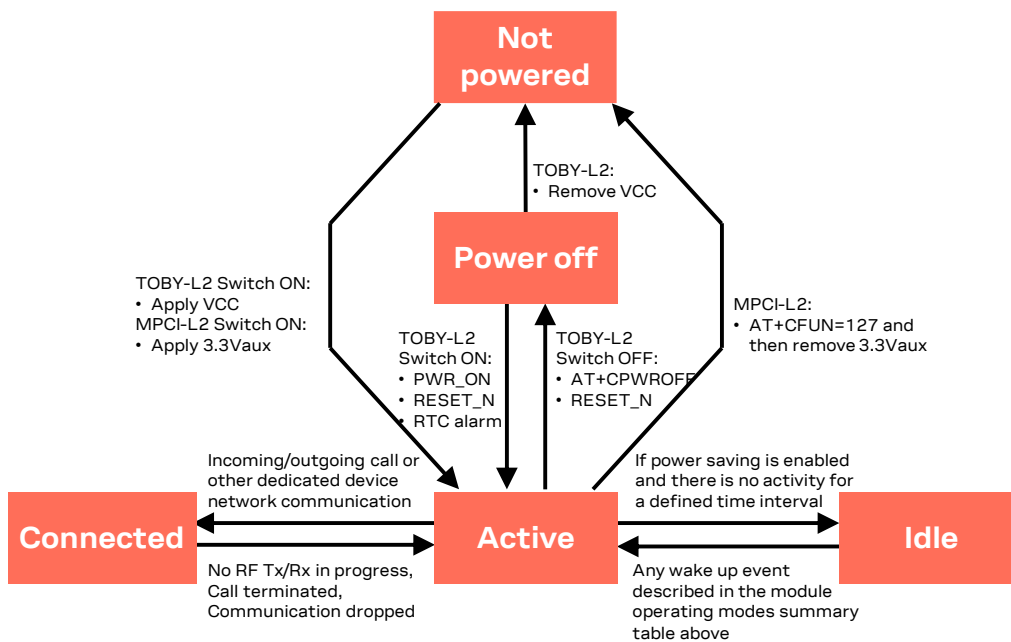 Not
powered
TOBY-L2:
• Remove VCC
Power off
TOBY-L2 Switch ON:
• Apply VCC
MPCI-L2 Switch ON:
• Apply 3.3Vaux
MPCI-L2:
• AT+CFUN=127 and
then remove 3.3Vaux
TOBY-L2
Switch ON:
• PWR_ON
• RESET_N
• RTC alarm
TOBY-L2
Switch OFF:
• AT+CPWROFF
• RESET_N
Incoming/outgoing call or
other dedicated device
network communication
If power saving is enabled
and there is no activity for
a defined time interval
Connected
Active
Idle
No RF Tx/Rx in progress,
Call terminated,
Communication dropped
Any wake up event
described in the module
operating modes summary
table above